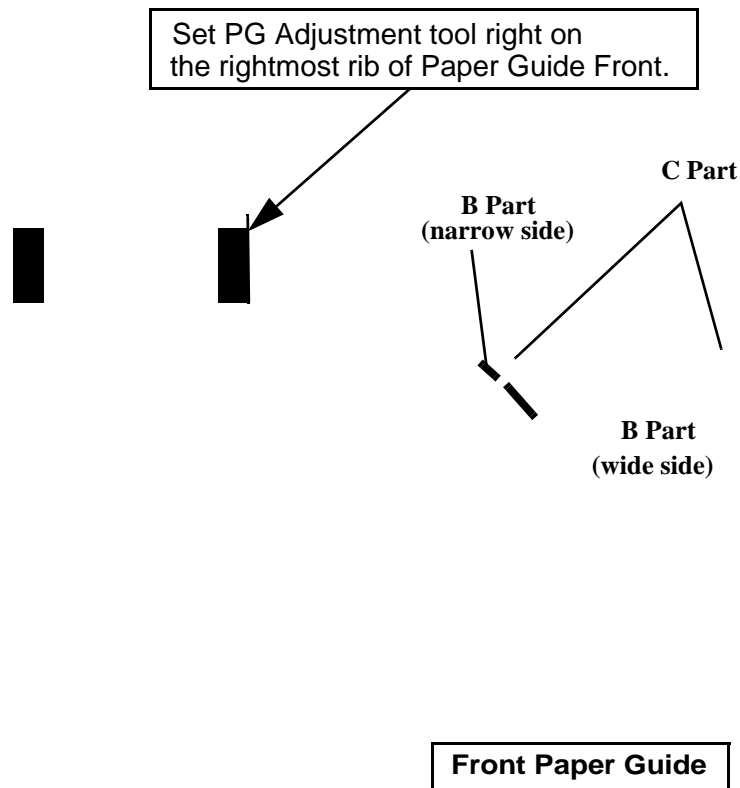 Set PG Adjustment tool right on
the rightmost rib of Paper Guide Front.
C Part
B Part
(narrow side)
B Part
(wide side)
Front Paper Guide